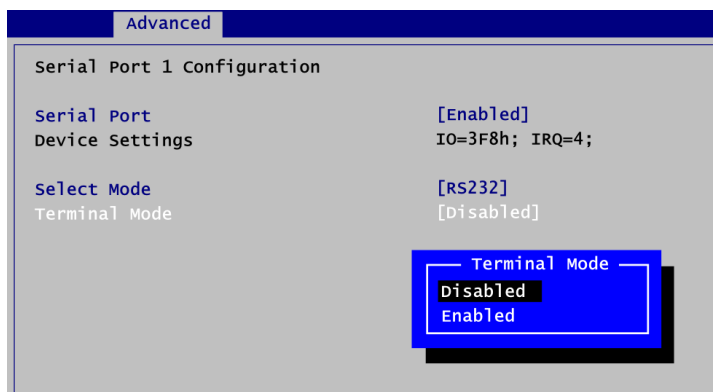 Advanced
Serial Port 1 Configuration
Serial Port [Enabled]
Device Settings IO=3F8h; IRQ=4;
Select Mode [RS232]
Terminal Mode [Disabled]
Terminal Mode
Disabled
Enabled